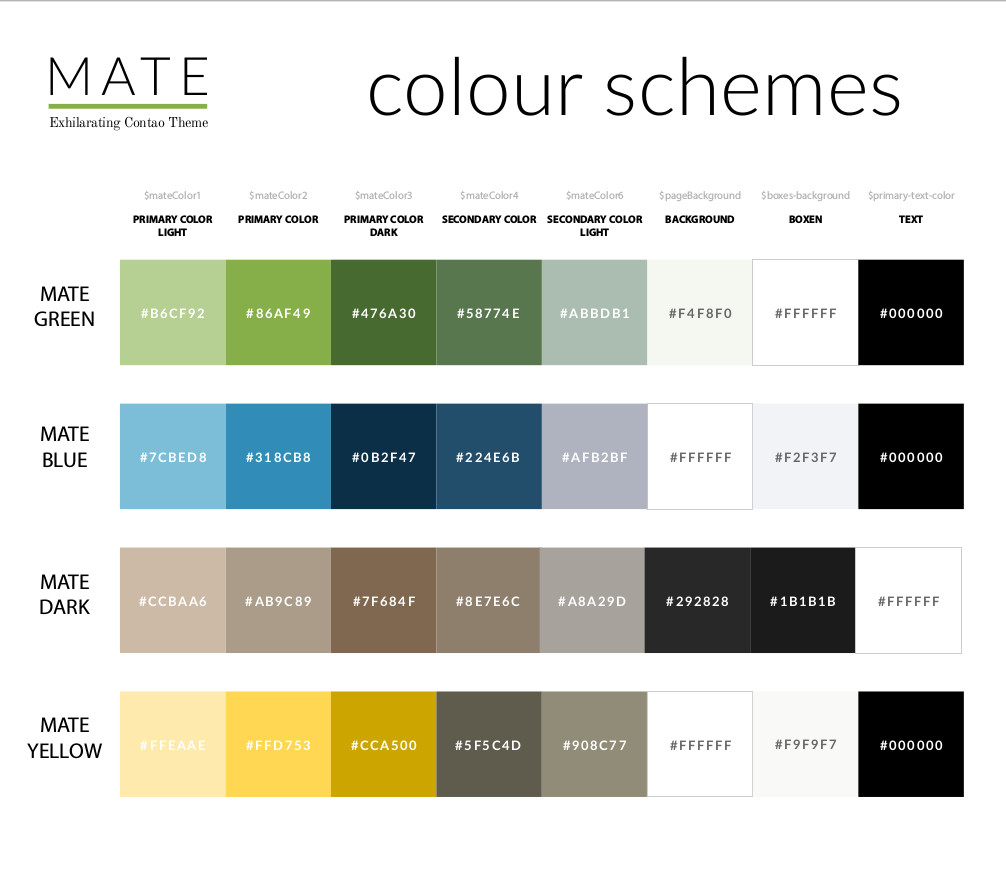 MATE
Exhilarating Contao Theme
colour schemes
$mateColor1 $mateColor2 $mateColor3 $mateColor4 $mateColor6 $pageBackground $boxes-background $primary-text-color
PRIMARY COLOR LIGHT PRIMARY COLOR PRIMARY COLOR DARK SECONDARY COLOR SECONDARY COLOR LIGHT BACKGROUND BOXEN TEXT
MATE
GREEN
#B6CF92 #86AF49 #476A30 #58774E #ABBDB1 #F4F8F0 #FFFFFF #000000
MATE
BLUE
#7CBED8 #318CB8 #0B2F47 #224E6B #AFB2BF #FFFFFF #F2F3F7 #000000
MATE
DARK
#CCBAA6 #AB9C89 #7F684F #8E7E6C #A8A29D #292828 #1B1B1B #FFFFFF
MATE
YELLOW
#FFEAAE #FFD753 #CCA500 #5F5C4D #908C77 #FFFFFF #F9F9F7 #000000